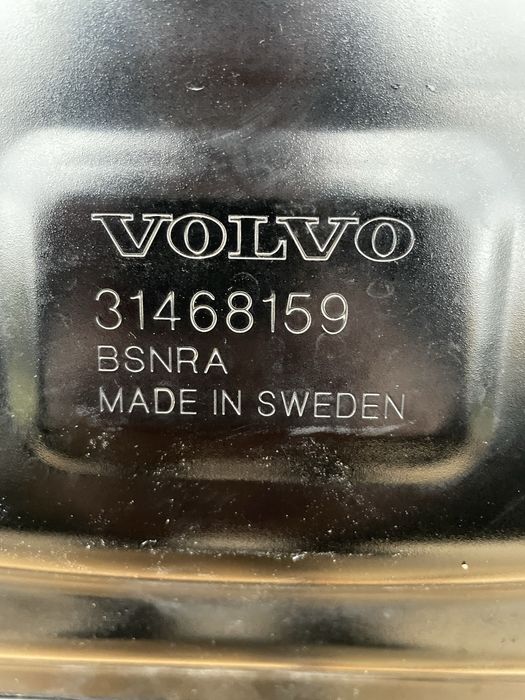 VOLVO
31468159
BSNRA
MADE IN SWEDEN